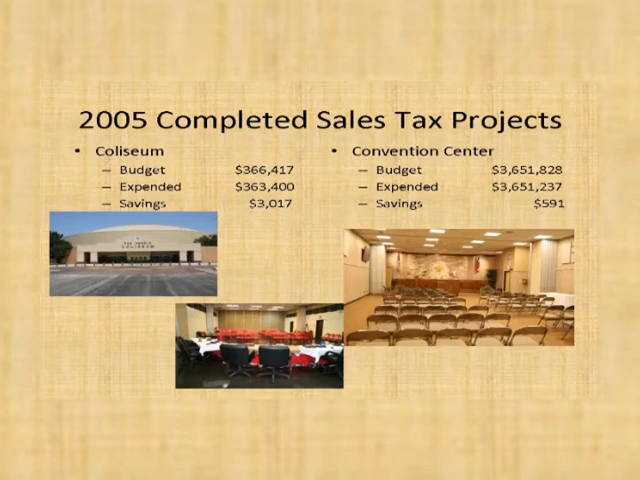 2005 Completed Sales Tax Projects
• Coliseum
– Budget $366,417
– Expended $363,400
– Savings $3,017
• Convention Center
– Budget $3,651,828
– Expended $3,651,237
– Savings $591
COLISEUM